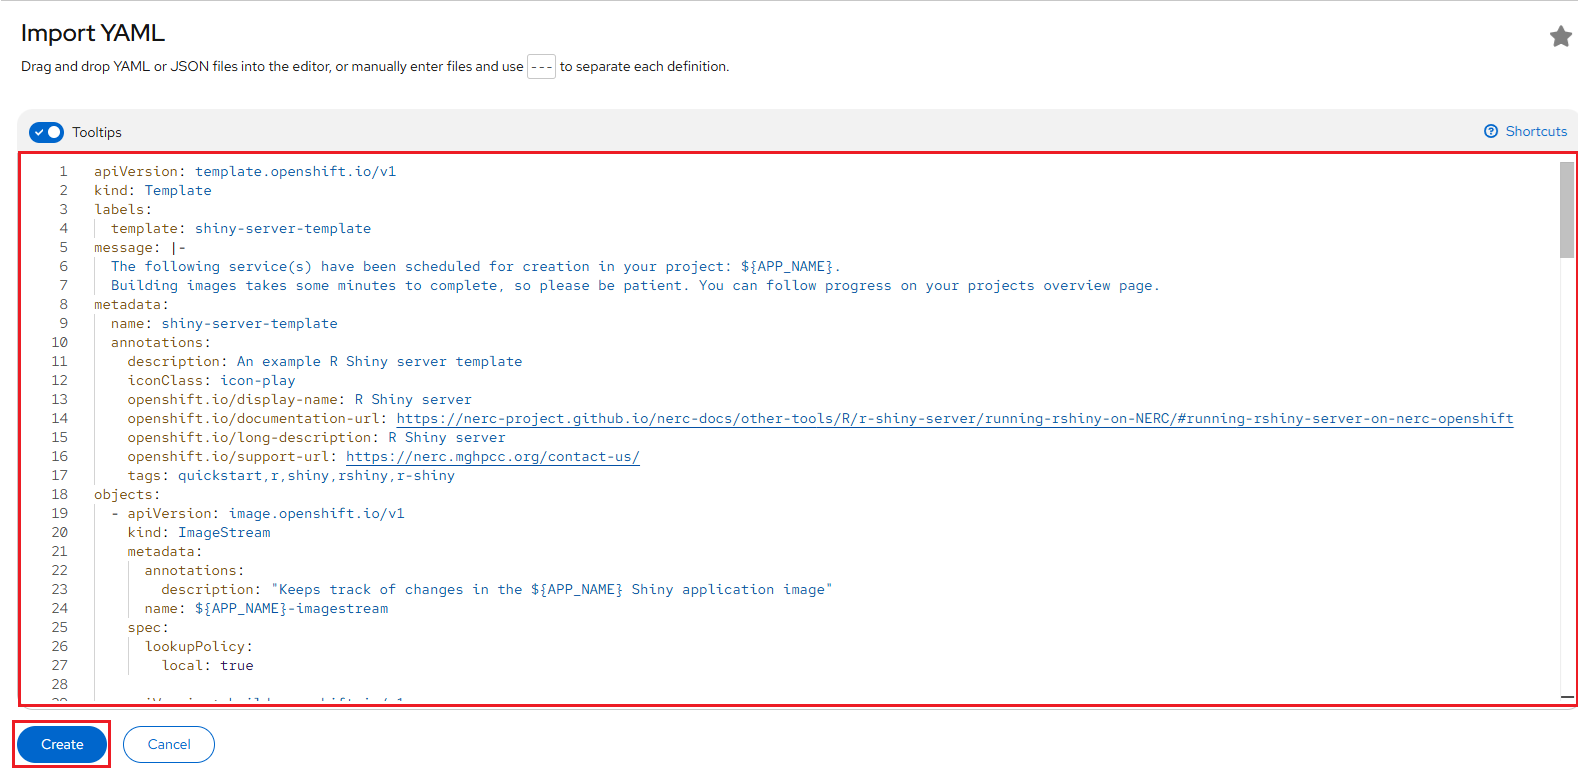 Import YAML
Drag and drop YAML or JSON files into the editor, or manually enter files and use --- to separate each definition.
Tooltips
Shortcuts
1 apiVersion: template.openshift.io/v1
2 kind: Template
3 labels:
4 template: shiny-server-template
5 message: |-
6 The following service(s) have been scheduled for creation in your project: ${APP_NAME}.
7 Building images takes some minutes to complete, so please be patient. You can follow progress on your projects overview page.
8 metadata:
9 name: shiny-server-template
10 annotations:
11 description: An example R Shiny server template
12 iconClass: icon-play
13 openshift.io/display-name: R Shiny server
14 openshift.io/documentation-url: https://nerc-project.github.io/nerc-docs/other-tools/R/r-shiny-server/running-rshiny-on-NERC/#running-rshiny-server-on-nerc-openshift
15 openshift.io/long-description: R Shiny server
16 openshift.io/support-url: https://nerc.mghpcc.org/contact-us/
17 tags: quickstart,r,shiny,rshiny,r-shiny
18 objects:
19 - apiVersion: image.openshift.io/v1
20 kind: ImageStream
21 metadata:
22 annotations:
23 description: "Keeps track of changes in the ${APP_NAME} Shiny application image"
24 name: ${APP_NAME}-imagestream
25 spec:
26 lookupPolicy:
27 local: true
28
Create
Cancel